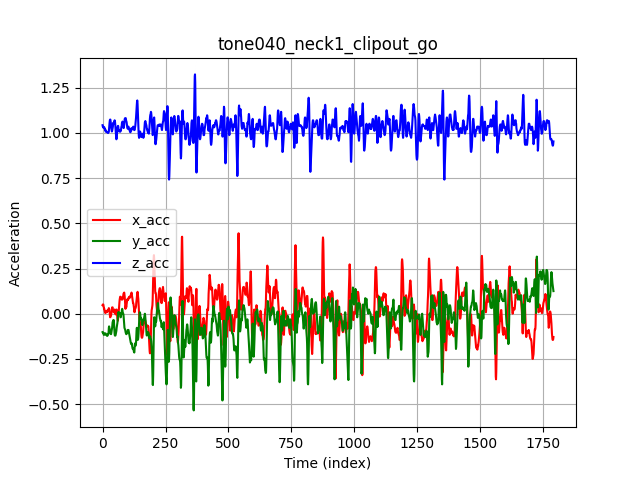 tone040_neck1_clipout_go
1.25
1.00
0.75
0.50
0.25
0.00
−0.25
−0.50
Acceleration
x_acc
y_acc
z_acc
0 250 500 750 1000 1250 1500 1750
Time (index)